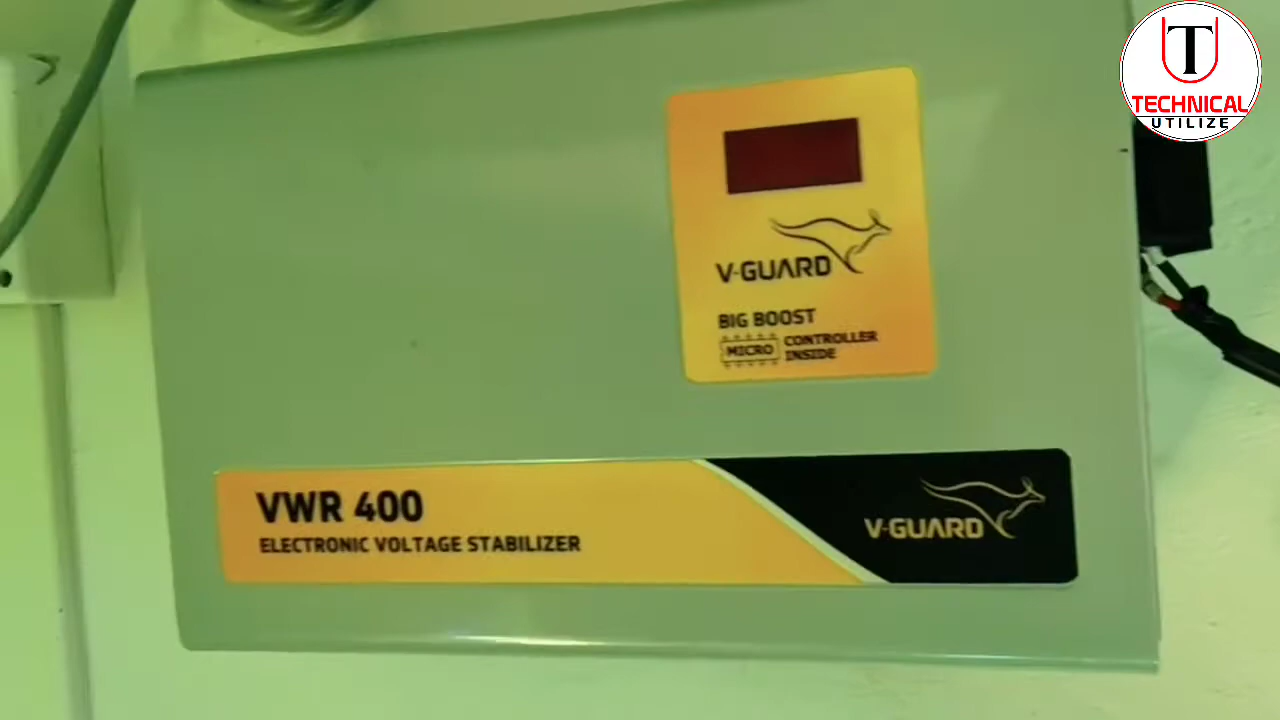 T
TECHNICAL
UTILIZE
V-GUARD
BIG BOOST
MICRO CONTROLLER
INSIDE
VWR 400
ELECTRONIC VOLTAGE STABILIZER
V-GUARD